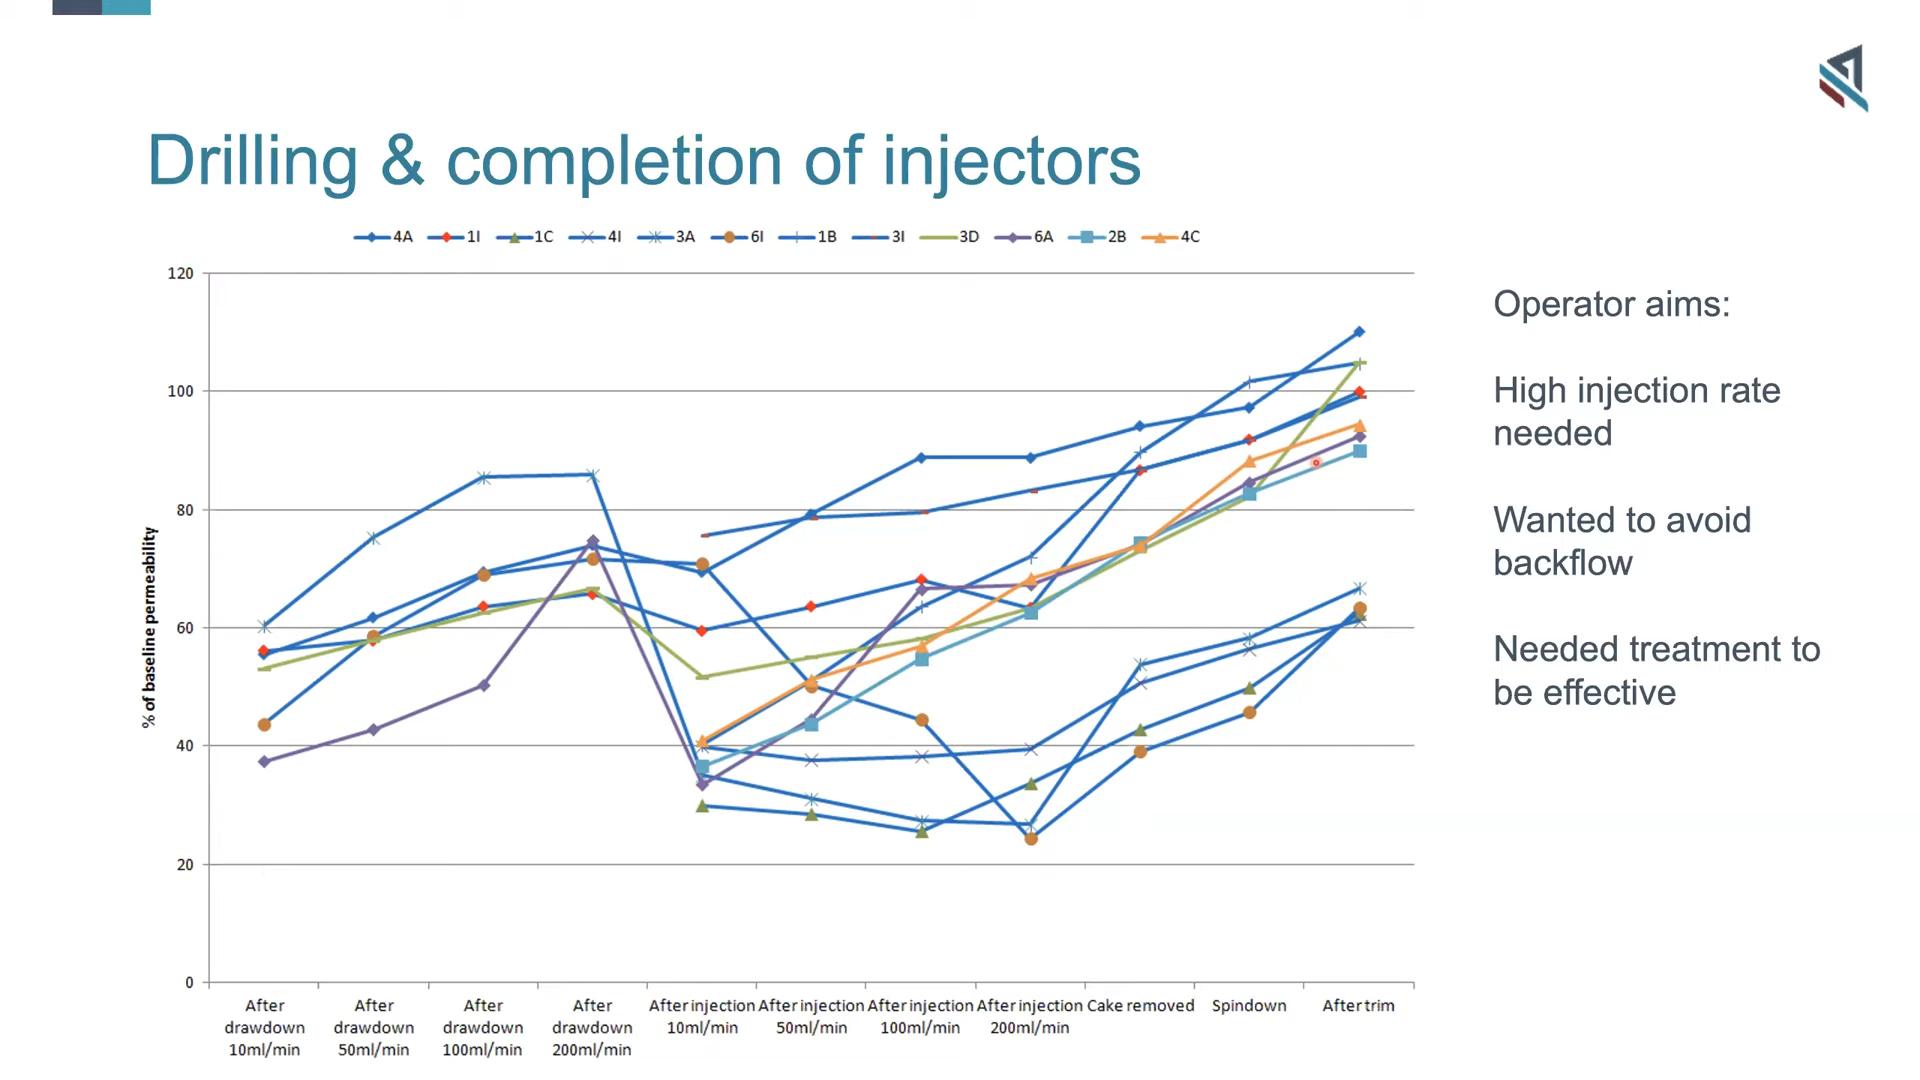 Drilling & completion of injectors
4A 1I 1C 4I 3A 6I 1B 3I 3D 6A 2B 4C
120
100
80
60
40
20
0
% of baseline permeability
After drawdown 10ml/min
After drawdown 50ml/min
After drawdown 100ml/min
After drawdown 200ml/min
After injection 10ml/min
After injection 50ml/min
After injection 100ml/min
After injection 200ml/min
Cake removed
Spindown
After trim
Operator aims:
High injection rate
needed
Wanted to avoid
backflow
Needed treatment to
be effective